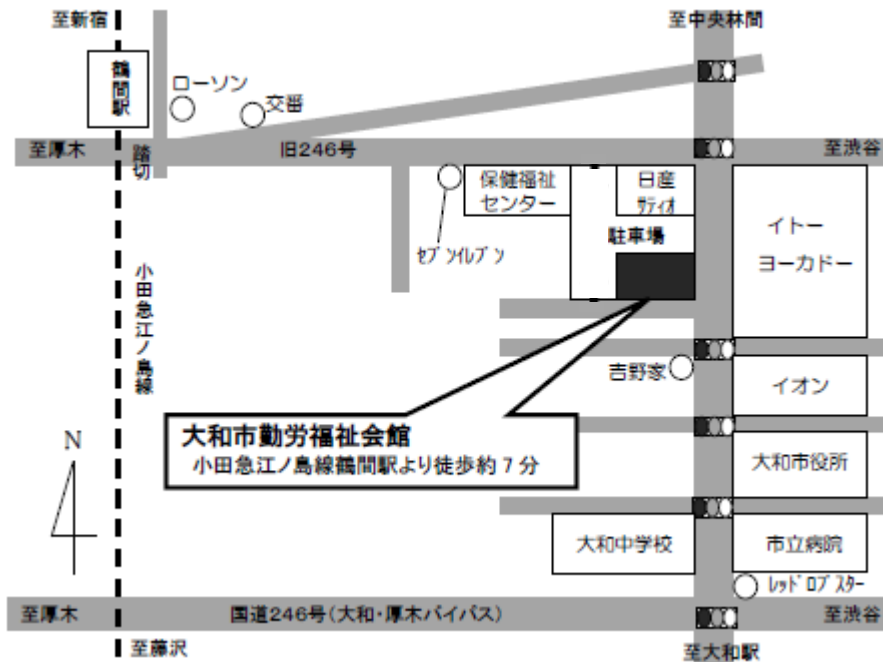 至新宿
至中央林間
鶴間駅
ローソン
交番
至厚木
踏切
旧246号
至渋谷
保健福祉
センター
日産
ｻﾃｨｵ
イトー
ヨーカドー
ｾﾌﾞﾝｲﾚﾌﾞﾝ
駐車場
小田急江ノ島線
吉野家
イオン
大和市勤労福祉会館
小田急江ノ島線鶴間駅より徒歩約７分
大和市役所
N
大和中学校
市立病院
ﾚｯﾄﾞﾛﾌﾞｽﾀｰ
至厚木
国道246号（大和・厚木バイパス）
至渋谷
至藤沢
至大和駅